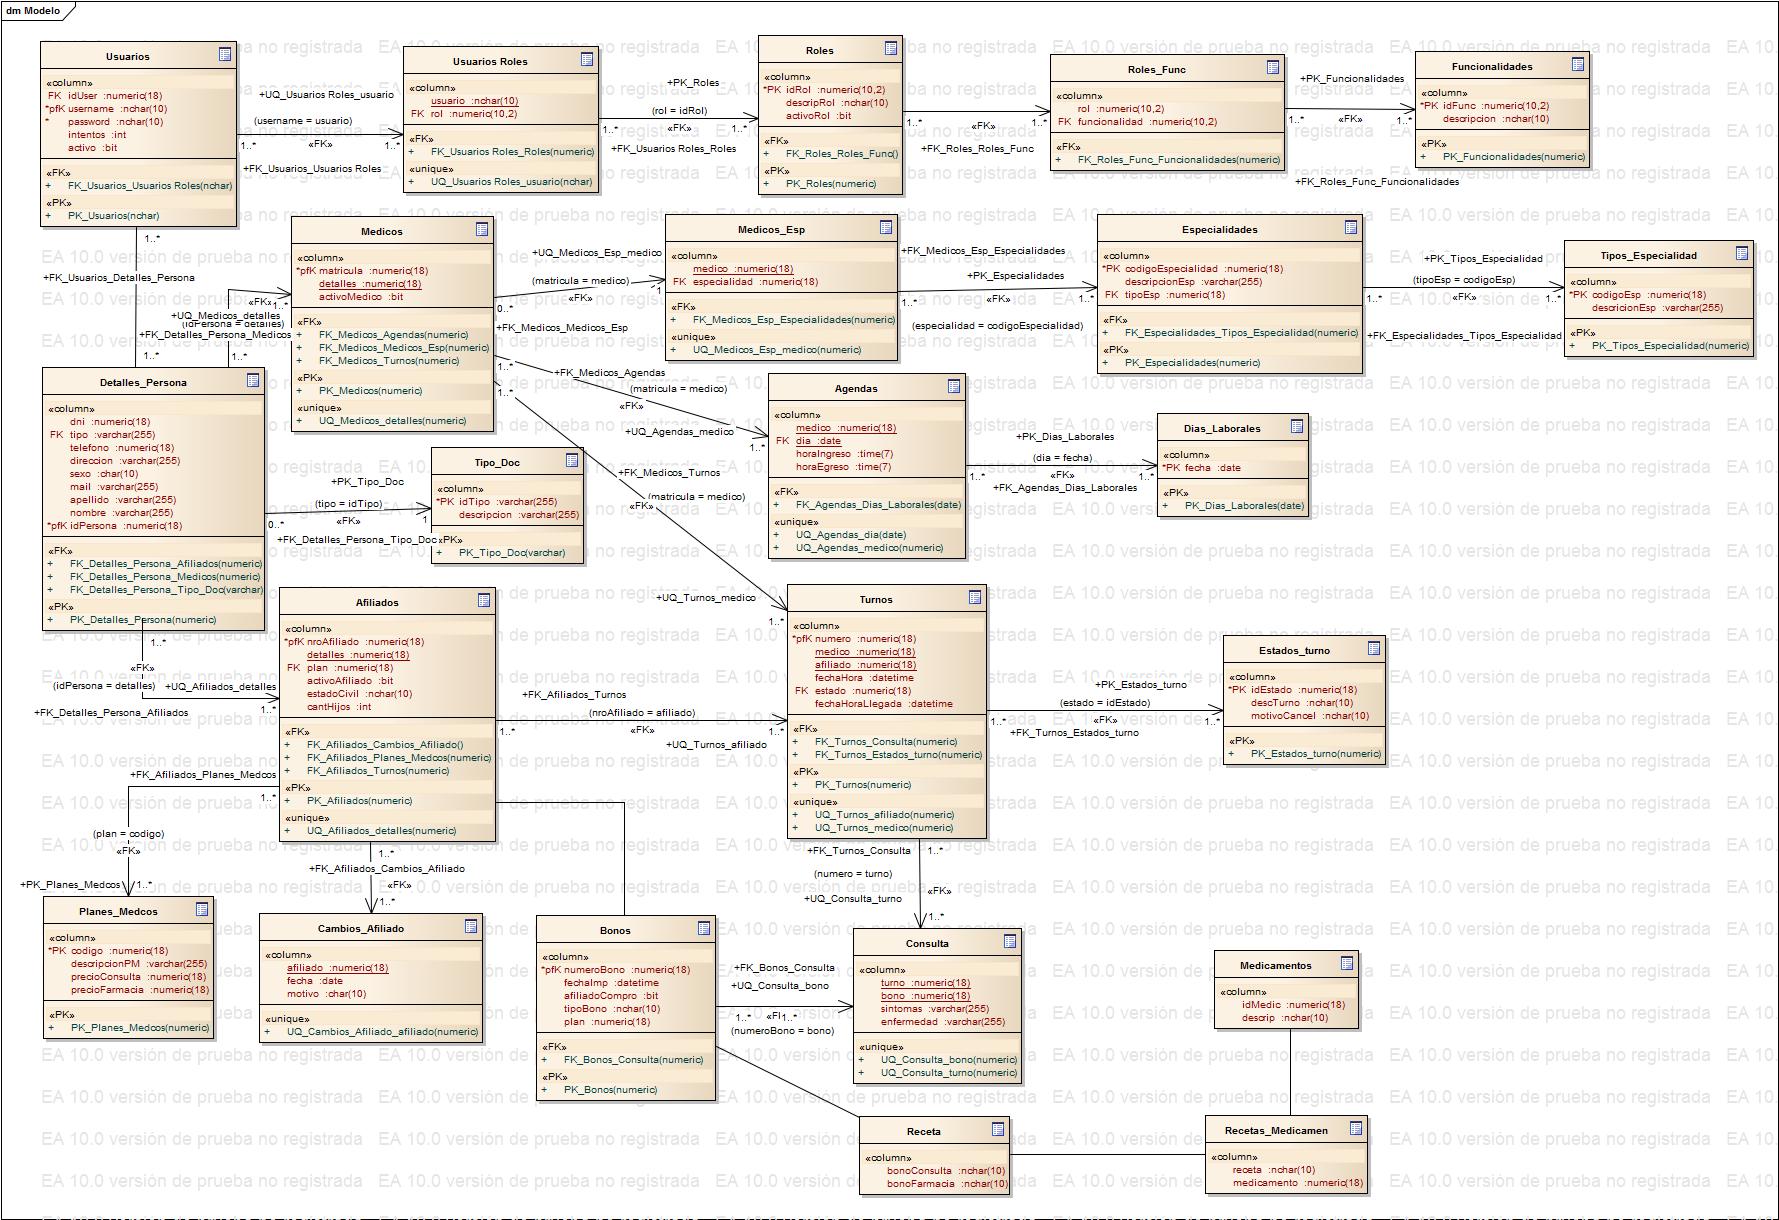 dm Modelo
Usuarios
«column»
FK idUser :numeric(18)
*pfK username :nchar(10)
* password :nchar(10)
intentos :int
activo :bit
«FK»
+ FK_Usuarios_Usuarios Roles(nchar)
«PK»
+ PK_Usuarios(nchar)
+UQ_Usuarios Roles_usuario
(username = usuario)
1..*
«FK»
1..*
+FK_Usuarios_Usuarios Roles
Usuarios Roles
«column»
usuario :nchar(10)
FK rol :numeric(10,2)
«FK»
+ FK_Usuarios Roles_Roles(numeric)
«unique»
+ UQ_Usuarios Roles_usuario(nchar)
+PK_Roles
(rol = idRol)
1..*
«FK»
1..*
+FK_Usuarios Roles_Roles
Roles
«column»
*PK idRol :numeric(10,2)
descripRol :nchar(10)
activoRol :bit
«FK»
+ FK_Roles_Roles_Func()
«PK»
+ PK_Roles(numeric)
1..*
«FK»
1..*
+FK_Roles_Roles_Func
Roles_Func
«column»
rol :numeric(10,2)
FK funcionalidad :numeric(10,2)
«FK»
+ FK_Roles_Func_Funcionalidades(numeric)
+PK_Funcionalidades
1..*
«FK»
1..*
+FK_Roles_Func_Funcionalidades
Funcionalidades
«column»
*PK idFunc :numeric(10,2)
descripcion :nchar(10)
«PK»
+ PK_Funcionalidades(numeric)
1..*
+FK_Usuarios_Detalles_Persona
1..*
«FK»
1..*
+UQ_Medicos_detalles
(idPersona = detalles)
+FK_Detalles_Persona_Medicos
1..*
Medicos
«column»
*pfK matricula :numeric(18)
detalles :numeric(18)
activoMedico :bit
«FK»
+ FK_Medicos_Agendas(numeric)
+ FK_Medicos_Medicos_Esp(numeric)
+ FK_Medicos_Turnos(numeric)
«PK»
+ PK_Medicos(numeric)
«unique»
+ UQ_Medicos_detalles(numeric)
+UQ_Medicos_Esp_medico
(matricula = medico)
1
«FK»
0..*
+FK_Medicos_Medicos_Esp
Medicos_Esp
«column»
medico :numeric(18)
FK especialidad :numeric(18)
«FK»
+ FK_Medicos_Esp_Especialidades(numeric)
«unique»
+ UQ_Medicos_Esp_medico(numeric)
+FK_Medicos_Esp_Especialidades
+PK_Especialidades
1..*
«FK»
1..*
(especialidad = codigoEspecialidad)
Especialidades
«column»
*PK codigoEspecialidad :numeric(18)
descripcionEsp :varchar(255)
FK tipoEsp :numeric(18)
«FK»
+ FK_Especialidades_Tipos_Especialidad(numeric)
«PK»
+ PK_Especialidades(numeric)
+PK_Tipos_Especialidad
(tipoEsp = codigoEsp)
1..*
«FK»
1..*
+FK_Especialidades_Tipos_Especialidad
Tipos_Especialidad
«column»
*PK codigoEsp :numeric(18)
descricionEsp :varchar(255)
«PK»
+ PK_Tipos_Especialidad(numeric)
1..*
+FK_Medicos_Agendas
(matricula = medico)
«FK»
+UQ_Agendas_medico
1..*
1..*
+FK_Medicos_Turnos
(matricula = medico)
«FK»
+UQ_Turnos_medico
1..*
Detalles_Persona
«column»
dni :numeric(18)
FK tipo :varchar(255)
telefono :numeric(18)
direccion :varchar(255)
sexo :char(10)
mail :varchar(255)
apellido :varchar(255)
nombre :varchar(255)
*pfK idPersona :numeric(18)
«FK»
+ FK_Detalles_Persona_Afiliados(numeric)
+ FK_Detalles_Persona_Medicos(numeric)
+ FK_Detalles_Persona_Tipo_Doc(varchar)
«PK»
+ PK_Detalles_Persona(numeric)
+PK_Tipo_Doc
(tipo = idTipo)
0..*
«FK»
1
+FK_Detalles_Persona_Tipo_Doc
Tipo_Doc
«column»
*PK idTipo :varchar(255)
descripcion :varchar(255)
«PK»
+ PK_Tipo_Doc(varchar)
Agendas
«column»
medico :numeric(18)
FK dia :date
horaIngreso :time(7)
horaEgreso :time(7)
«FK»
+ FK_Agendas_Dias_Laborales(date)
«unique»
+ UQ_Agendas_dia(date)
+ UQ_Agendas_medico(numeric)
+PK_Dias_Laborales
(dia = fecha)
1..*
«FK»
1..*
+FK_Agendas_Dias_Laborales
Dias_Laborales
«column»
*PK fecha :date
«PK»
+ PK_Dias_Laborales(date)
1..*
«FK»
(idPersona = detalles)
+UQ_Afiliados_detalles
1..*
+FK_Detalles_Persona_Afiliados
Afiliados
«column»
*pfK nroAfiliado :numeric(18)
detalles :numeric(18)
FK plan :numeric(18)
activoAfiliado :bit
estadoCivil :nchar(10)
cantHijos :int
«FK»
+ FK_Afiliados_Cambios_Afiliado()
+ FK_Afiliados_Planes_Medcos(numeric)
+ FK_Afiliados_Turnos(numeric)
«PK»
+ PK_Afiliados(numeric)
«unique»
+ UQ_Afiliados_detalles(numeric)
+FK_Afiliados_Turnos
(nroAfiliado = afiliado)
1..*
«FK»
1..*
+UQ_Turnos_afiliado
Turnos
«column»
*pfK numero :numeric(18)
medico :numeric(18)
afiliado :numeric(18)
fechaHora :datetime
FK estado :numeric(18)
fechaHoraLlegada :datetime
«FK»
+ FK_Turnos_Consulta(numeric)
+ FK_Turnos_Estados_turno(numeric)
«PK»
+ PK_Turnos(numeric)
«unique»
+ UQ_Turnos_afiliado(numeric)
+ UQ_Turnos_medico(numeric)
+PK_Estados_turno
(estado = idEstado)
1..*
«FK»
1..*
+FK_Turnos_Estados_turno
Estados_turno
«column»
*PK idEstado :numeric(18)
descTurno :nchar(10)
motivoCancel :nchar(10)
«PK»
+ PK_Estados_turno(numeric)
+FK_Afiliados_Planes_Medcos
1..*
(plan = codigo)
«FK»
+PK_Planes_Medcos
1..*
Planes_Medcos
«column»
*PK codigo :numeric(18)
descripcionPM :varchar(255)
precioConsulta :numeric(18)
precioFarmacia :numeric(18)
«PK»
+ PK_Planes_Medcos(numeric)
1..*
+FK_Afiliados_Cambios_Afiliado
«FK»
1..*
Cambios_Afiliado
«column»
afiliado :numeric(18)
fecha :date
motivo :char(10)
«unique»
+ UQ_Cambios_Afiliado_afiliado(numeric)
Bonos
«column»
*pfK numeroBono :numeric(18)
fechaImp :datetime
afiliadoCompro :bit
tipoBono :nchar(10)
plan :numeric(18)
«FK»
+ FK_Bonos_Consulta(numeric)
«PK»
+ PK_Bonos(numeric)
+FK_Bonos_Consulta
+UQ_Consulta_bono
1..*
«FI
1..*
(numeroBono = bono)
+FK_Turnos_Consulta
1..*
(numero = turno)
«FK»
+UQ_Consulta_turno
1..*
Consulta
«column»
turno :numeric(18)
bono :numeric(18)
sintomas :varchar(255)
enfermedad :varchar(255)
«unique»
+ UQ_Consulta_bono(numeric)
+ UQ_Consulta_turno(numeric)
Medicamentos
«column»
idMedic :numeric(18)
descrip :nchar(10)
Receta
«column»
bonoConsulta :nchar(10)
bonoFarmacia :nchar(10)
Recetas_Medicamen
«column»
receta :nchar(10)
medicamento :numeric(18)
EA 10.0 versión de prueba no registrada